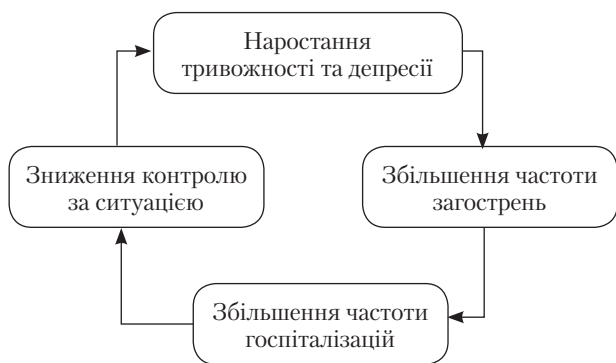 Наростання
тривожності та депресії
Зниження контролю
за ситуацією
Збільшення частоти
загострень
Збільшення частоти
госпіталізацій